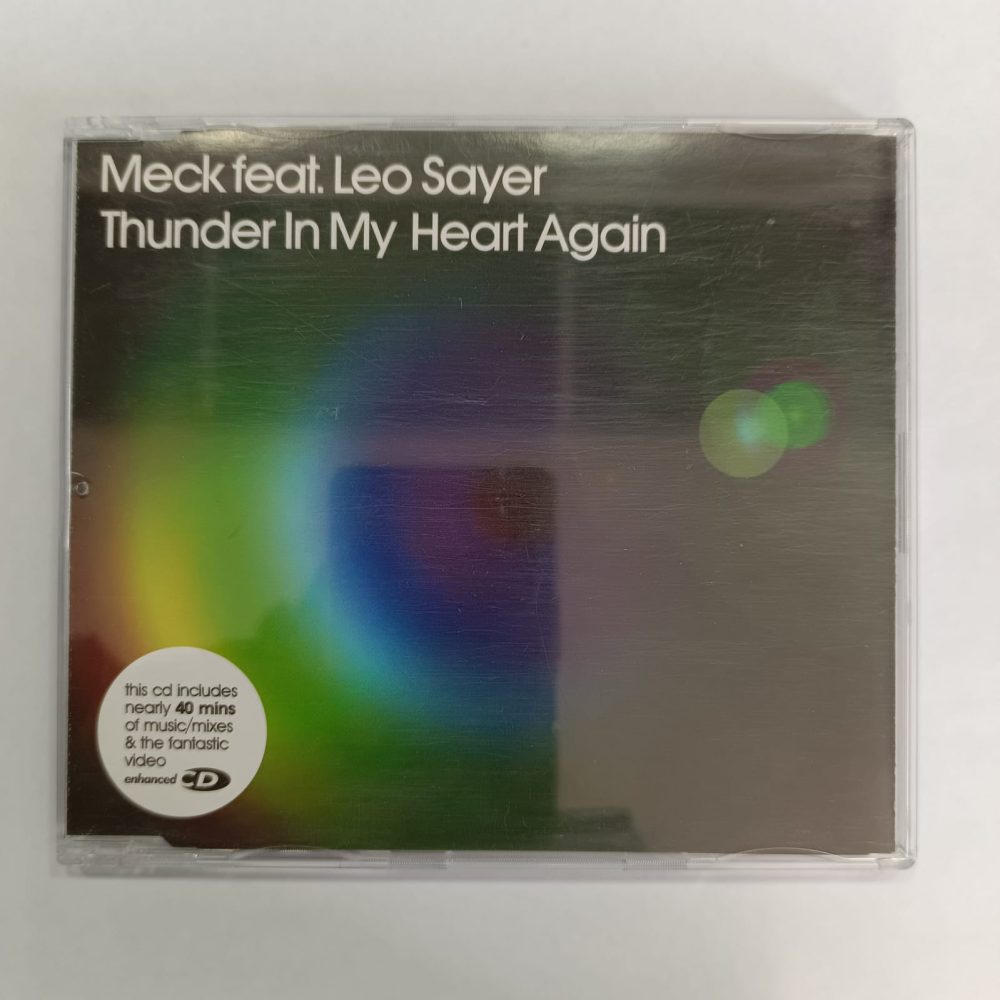 Meck feat. Leo Sayer
Thunder In My Heart Again
this cd includes
nearly 40 mins
of music/mixes
& the fantastic
video
enhanced CD